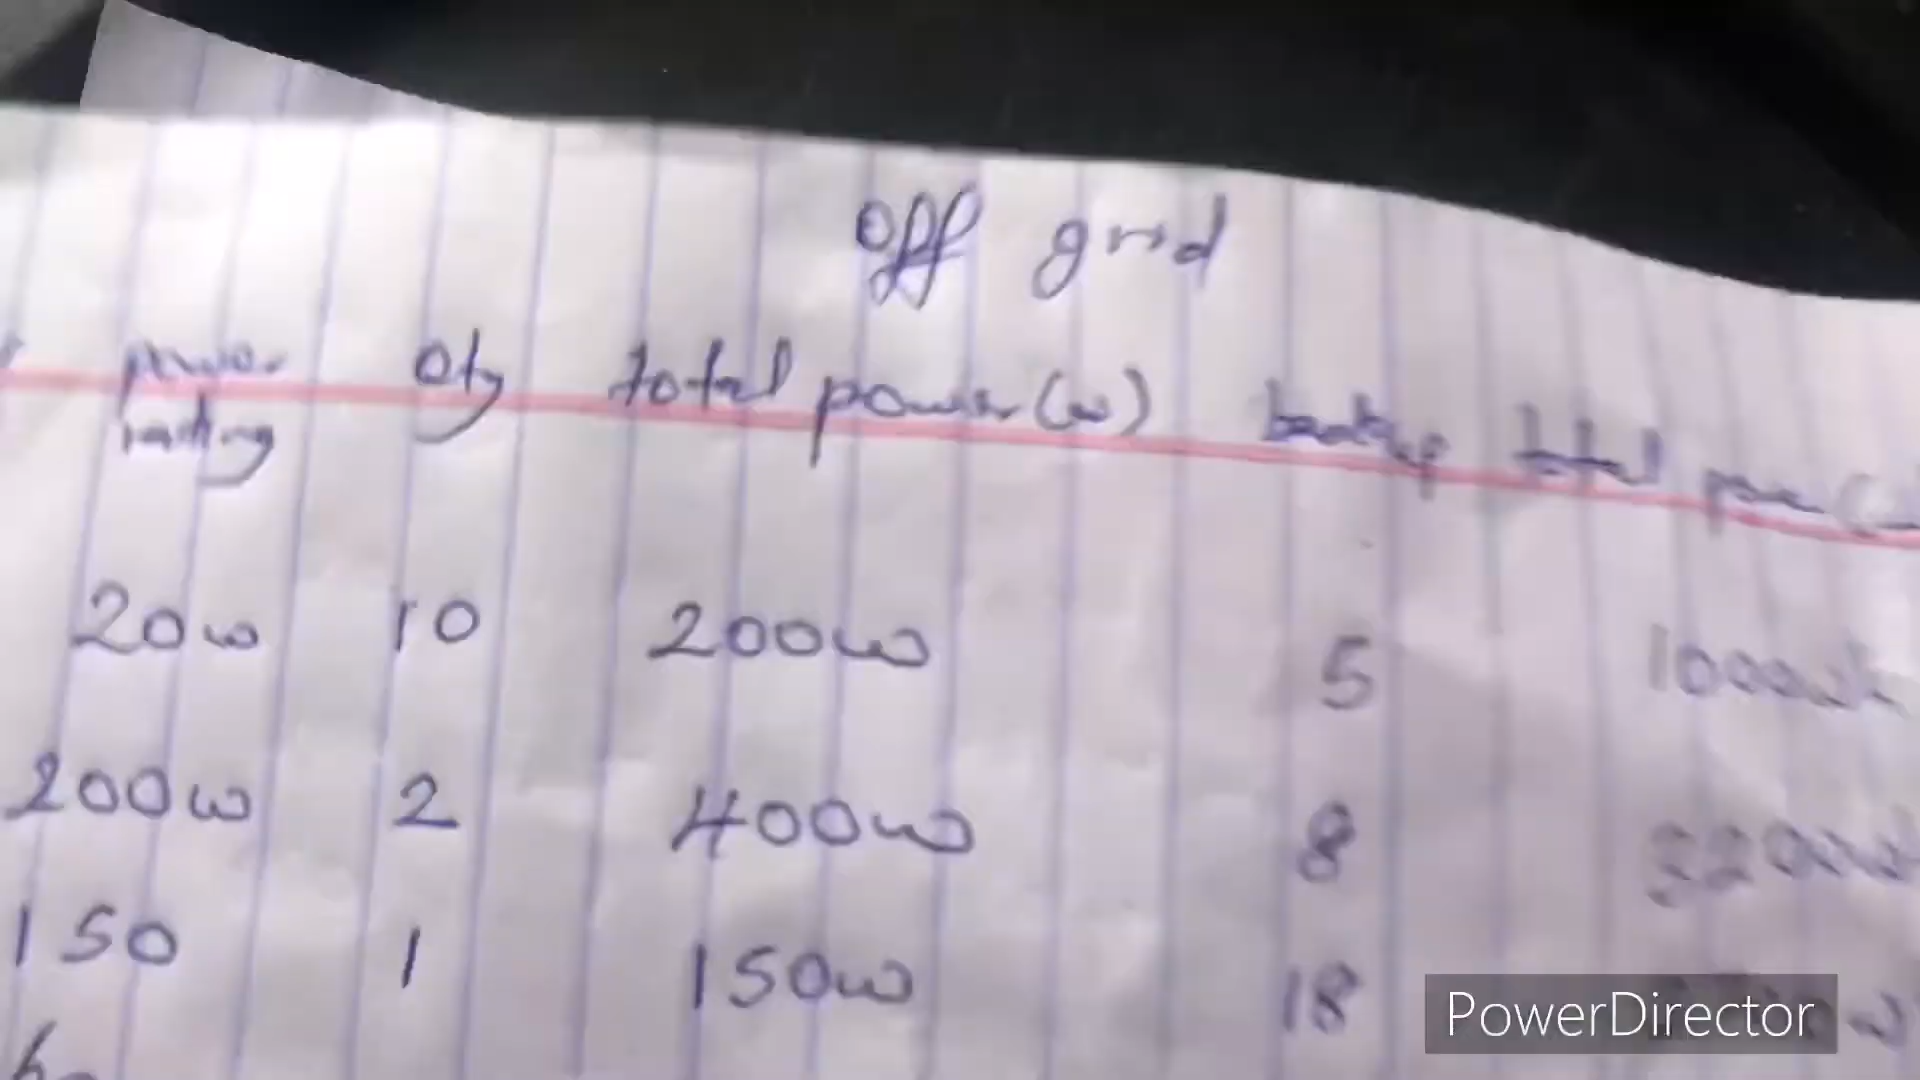 Off grid
power Qty total power (w) backup total power
rating
20w 10 200w 5 1000wh
200w 2 400w 8 3200wh
150 1 150w 18
PowerDirector